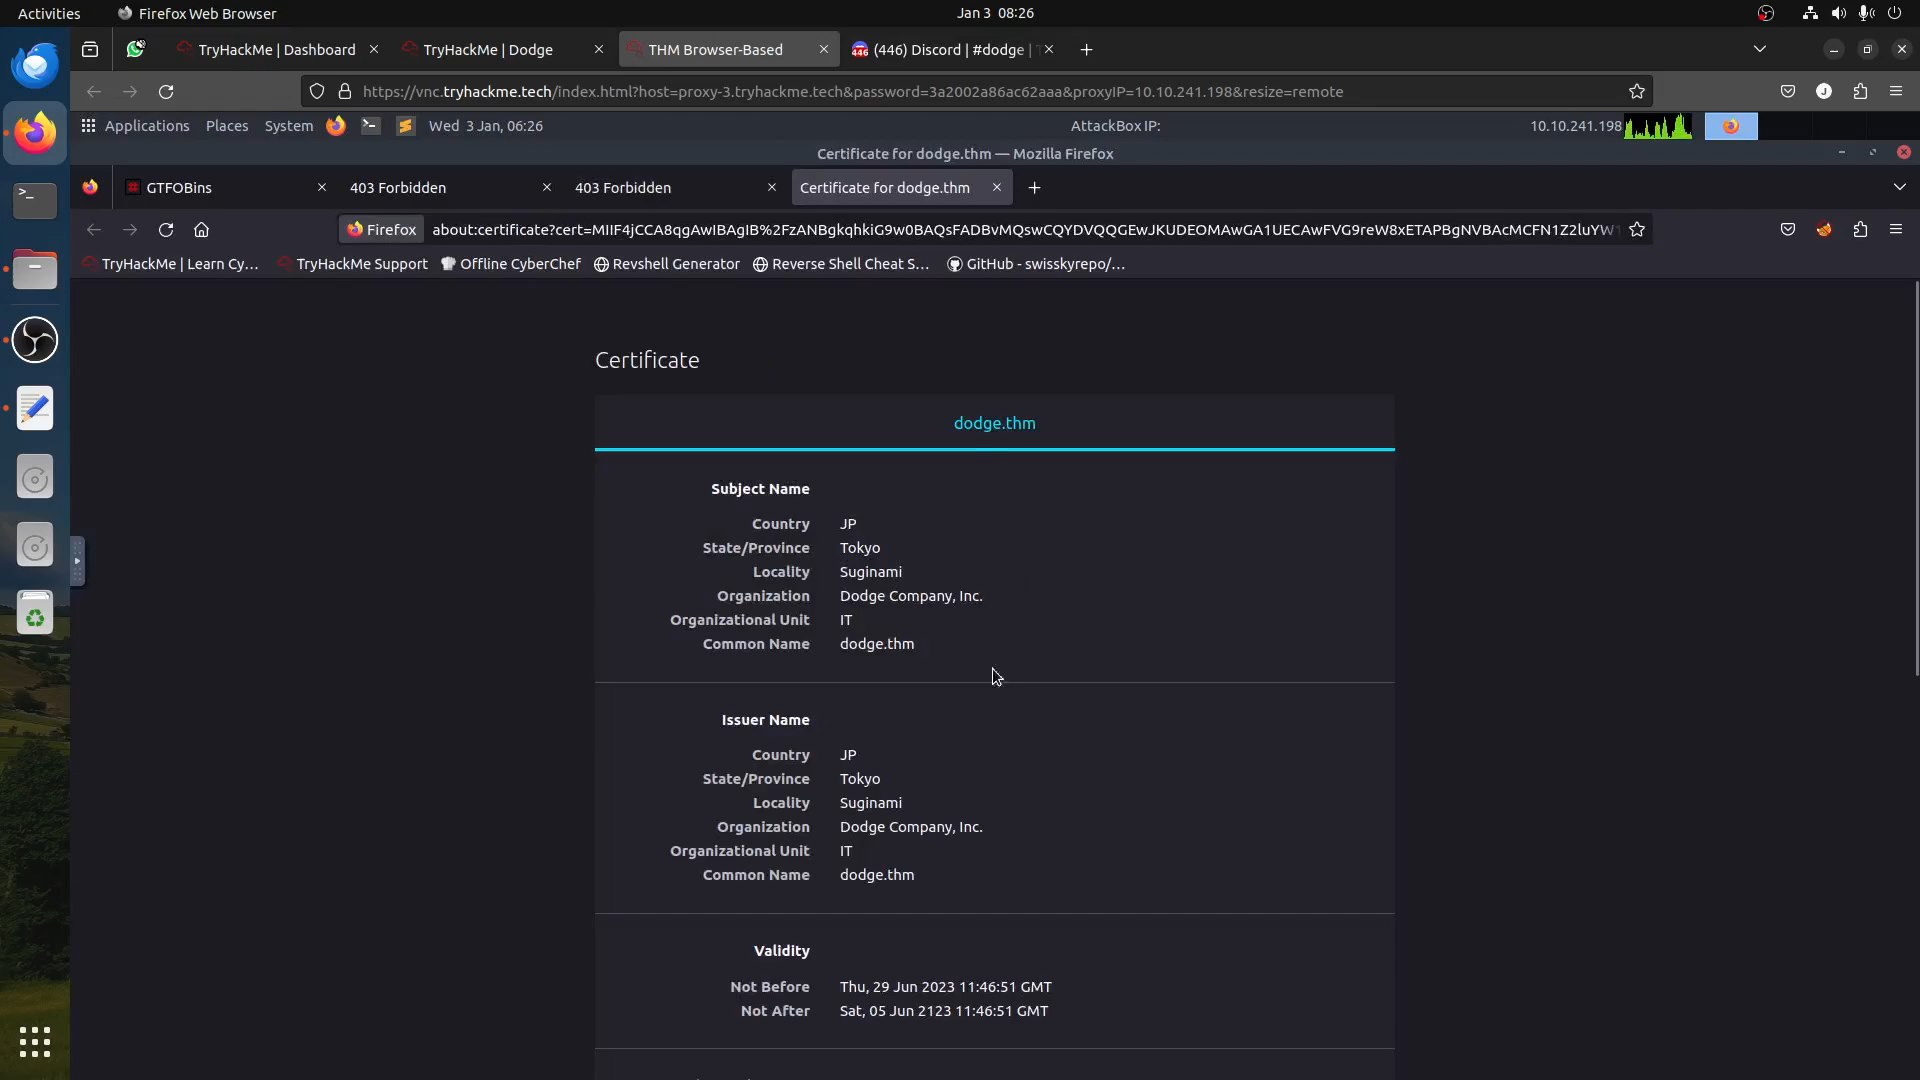 Activities Firefox Web Browser Jan 3 08:26
TryHackMe | Dashboard TryHackMe | Dodge THM Browser-Based 446 (446) Discord | #dodge |
https://vnc.tryhackme.tech/index.html?host=proxy-3.tryhackme.tech&password=3a2002a86ac62aaa&proxyIP=10.10.241.198&resize=remote J
Applications Places System Wed 3 Jan, 06:26 AttackBox IP: 10.10.241.198
Certificate for dodge.thm — Mozilla Firefox
GTFOBins 403 Forbidden 403 Forbidden Certificate for dodge.thm
Firefox about:certificate?cert=MIIF4jCCA8qgAwIBAgIB%2FzANBgkqhkiG9w0BAQsFADBvMQswCQYDVQQGEwJKUDEOMAwGA1UECAwFVG9reW8xETAPBgNVBAcMCFN1Z2luYW
TryHackMe | Learn Cy… TryHackMe Support Offline CyberChef Revshell Generator Reverse Shell Cheat S… GitHub - swisskyrepo/…
Certificate
dodge.thm
Subject Name
Country JP
State/Province Tokyo
Locality Suginami
Organization Dodge Company, Inc.
Organizational Unit IT
Common Name dodge.thm
Issuer Name
Country JP
State/Province Tokyo
Locality Suginami
Organization Dodge Company, Inc.
Organizational Unit IT
Common Name dodge.thm
Validity
Not Before Thu, 29 Jun 2023 11:46:51 GMT
Not After Sat, 05 Jun 2123 11:46:51 GMT